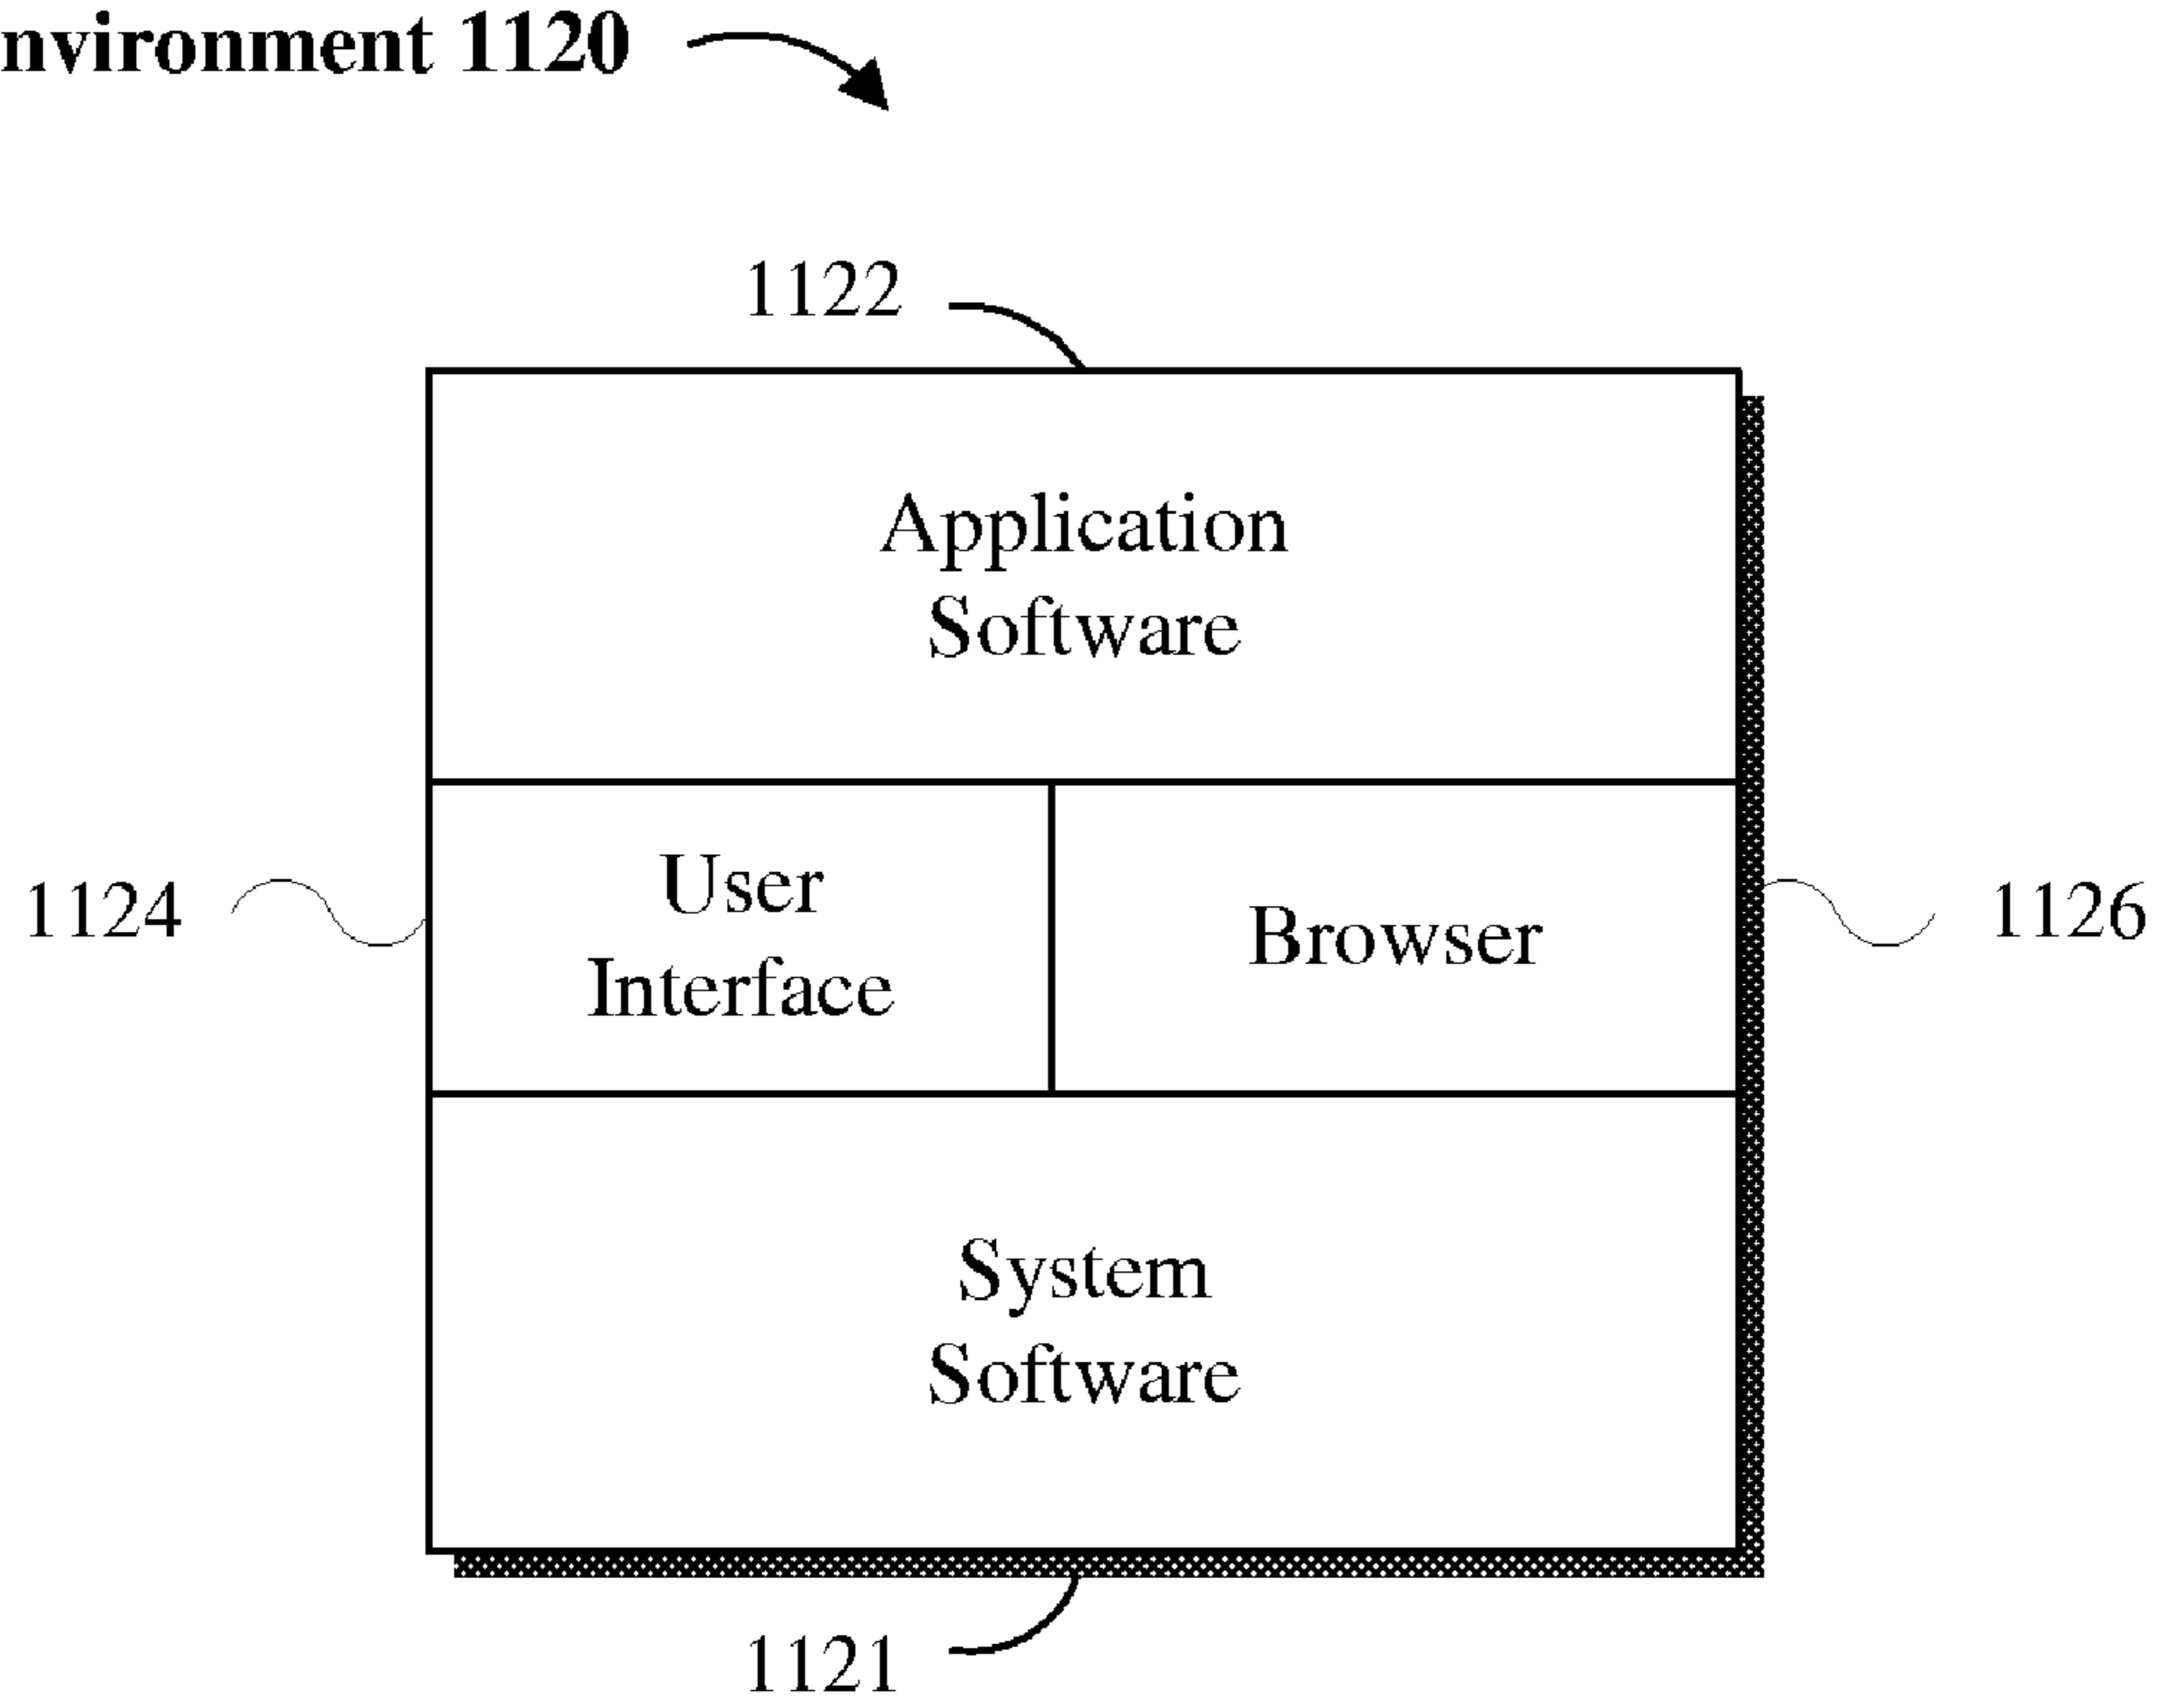 nvironment 1120
1122
Application
Software
User
Interface
Browser
1124
1126
System
Software
1121